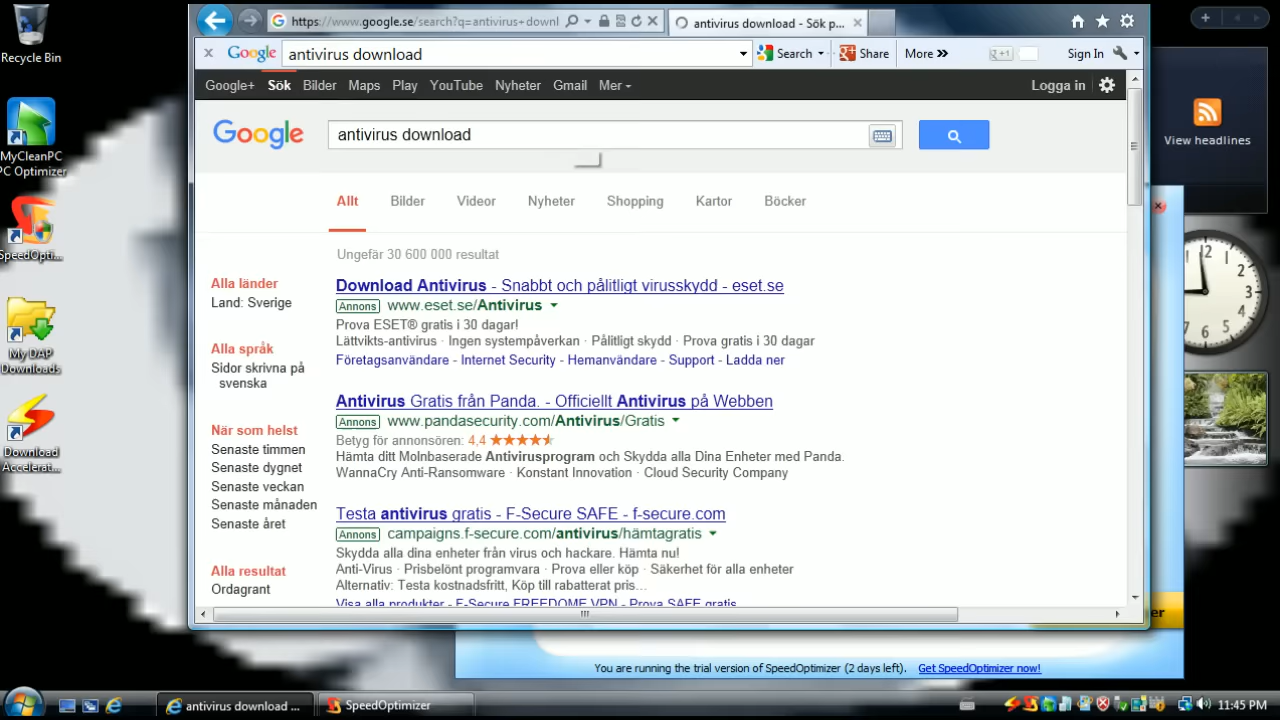 Recycle Bin
MyCleanPC
PC Optimizer
SpeedOpti...
My DAP
Downloads
Download
Accelerat...
https://www.google.se/search?q=antivirus+downl
antivirus download - Sök p...
Google
antivirus download
Search
Share
More »
+1
Sign In
Google+
Sök
Bilder
Maps
Play
YouTube
Nyheter
Gmail
Mer
Logga in
Google
antivirus download
Allt
Bilder
Videor
Nyheter
Shopping
Kartor
Böcker
Ungefär 30 600 000 resultat
Alla länder
Land: Sverige
Alla språk
Sidor skrivna på
svenska
När som helst
Senaste timmen
Senaste dygnet
Senaste veckan
Senaste månaden
Senaste året
Alla resultat
Ordagrant
Download Antivirus - Snabbt och pålitligt virusskydd - eset.se
Annons www.eset.se/Antivirus
Prova ESET® gratis i 30 dagar!
Lättvikts-antivirus · Ingen systempåverkan · Pålitligt skydd · Prova gratis i 30 dagar
Företagsanvändare - Internet Security - Hemanvändare - Support - Ladda ner
Antivirus Gratis från Panda. - Officiellt Antivirus på Webben
Annons www.pandasecurity.com/Antivirus/Gratis
Betyg för annonsören: 4,4
Hämta ditt Molnbaserade Antivirusprogram och Skydda alla Dina Enheter med Panda.
WannaCry Anti-Ransomware · Konstant Innovation · Cloud Security Company
Testa antivirus gratis - F-Secure SAFE - f-secure.com
Annons campaigns.f-secure.com/antivirus/hämtagratis
Skydda alla dina enheter från virus och hackare. Hämta nu!
Anti-Virus · Prisbelönt programvara · Prova eller köp · Säkerhet för alla enheter
Alternativ: Testa kostnadsfritt, Köp till rabatterat pris...
Visa alla produkter - F-Secure FREEDOME VPN - Prova SAFE gratis
View headlines
12
3
6
9
er
You are running the trial version of SpeedOptimizer (2 days left). Get SpeedOptimizer now!
antivirus download ...
SpeedOptimizer
11:45 PM